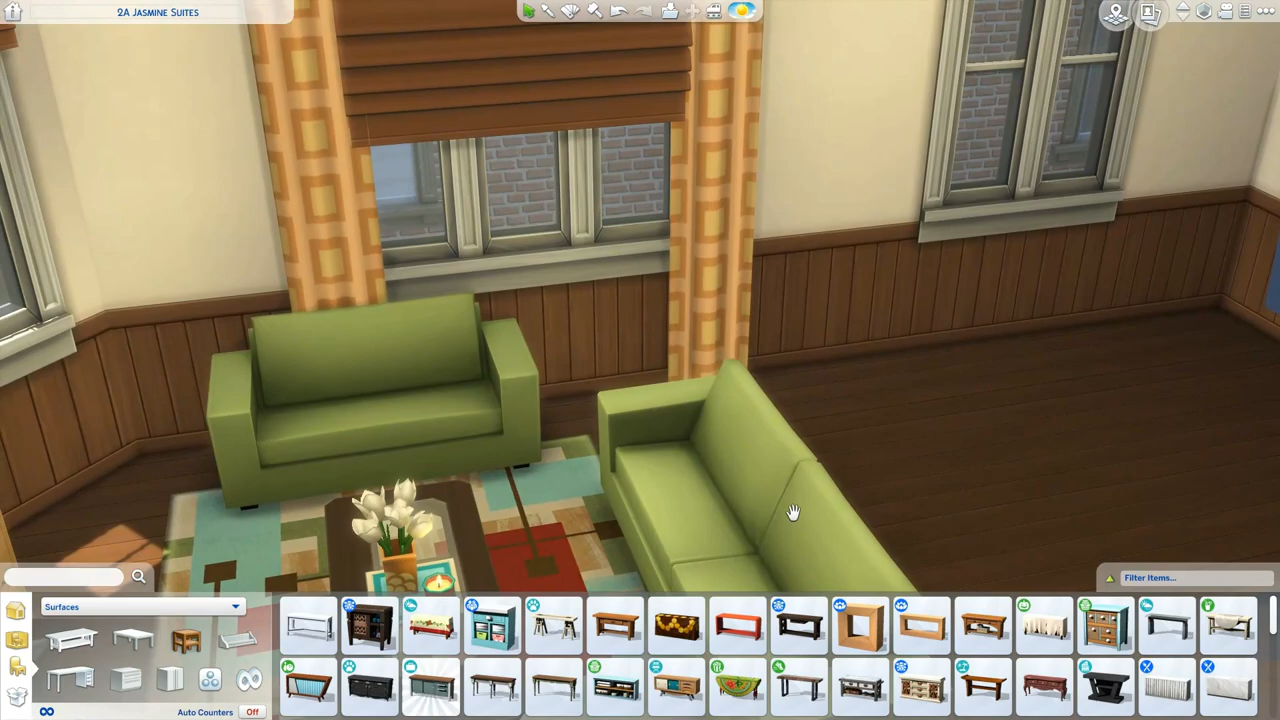 2A Jasmine Suites
Filter Items...
Surfaces
Auto Counters Off